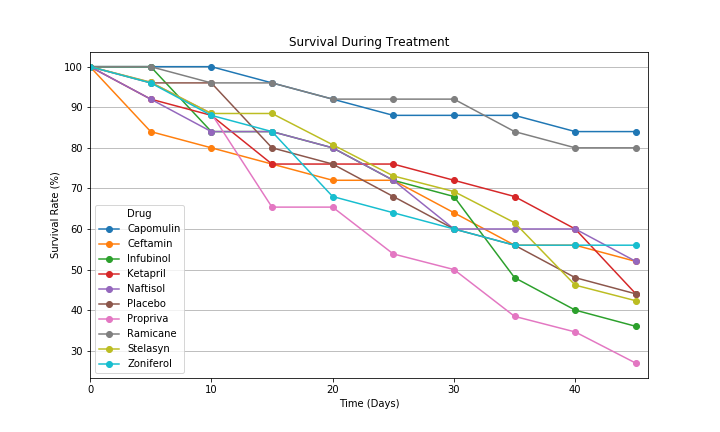 Survival During Treatment
100
90
80
70
60
50
40
30
Survival Rate (%)
Drug
Capomulin
Ceftamin
Infubinol
Ketapril
Naftisol
Placebo
Propriva
Ramicane
Stelasyn
Zoniferol
0
10
20
30
40
Time (Days)